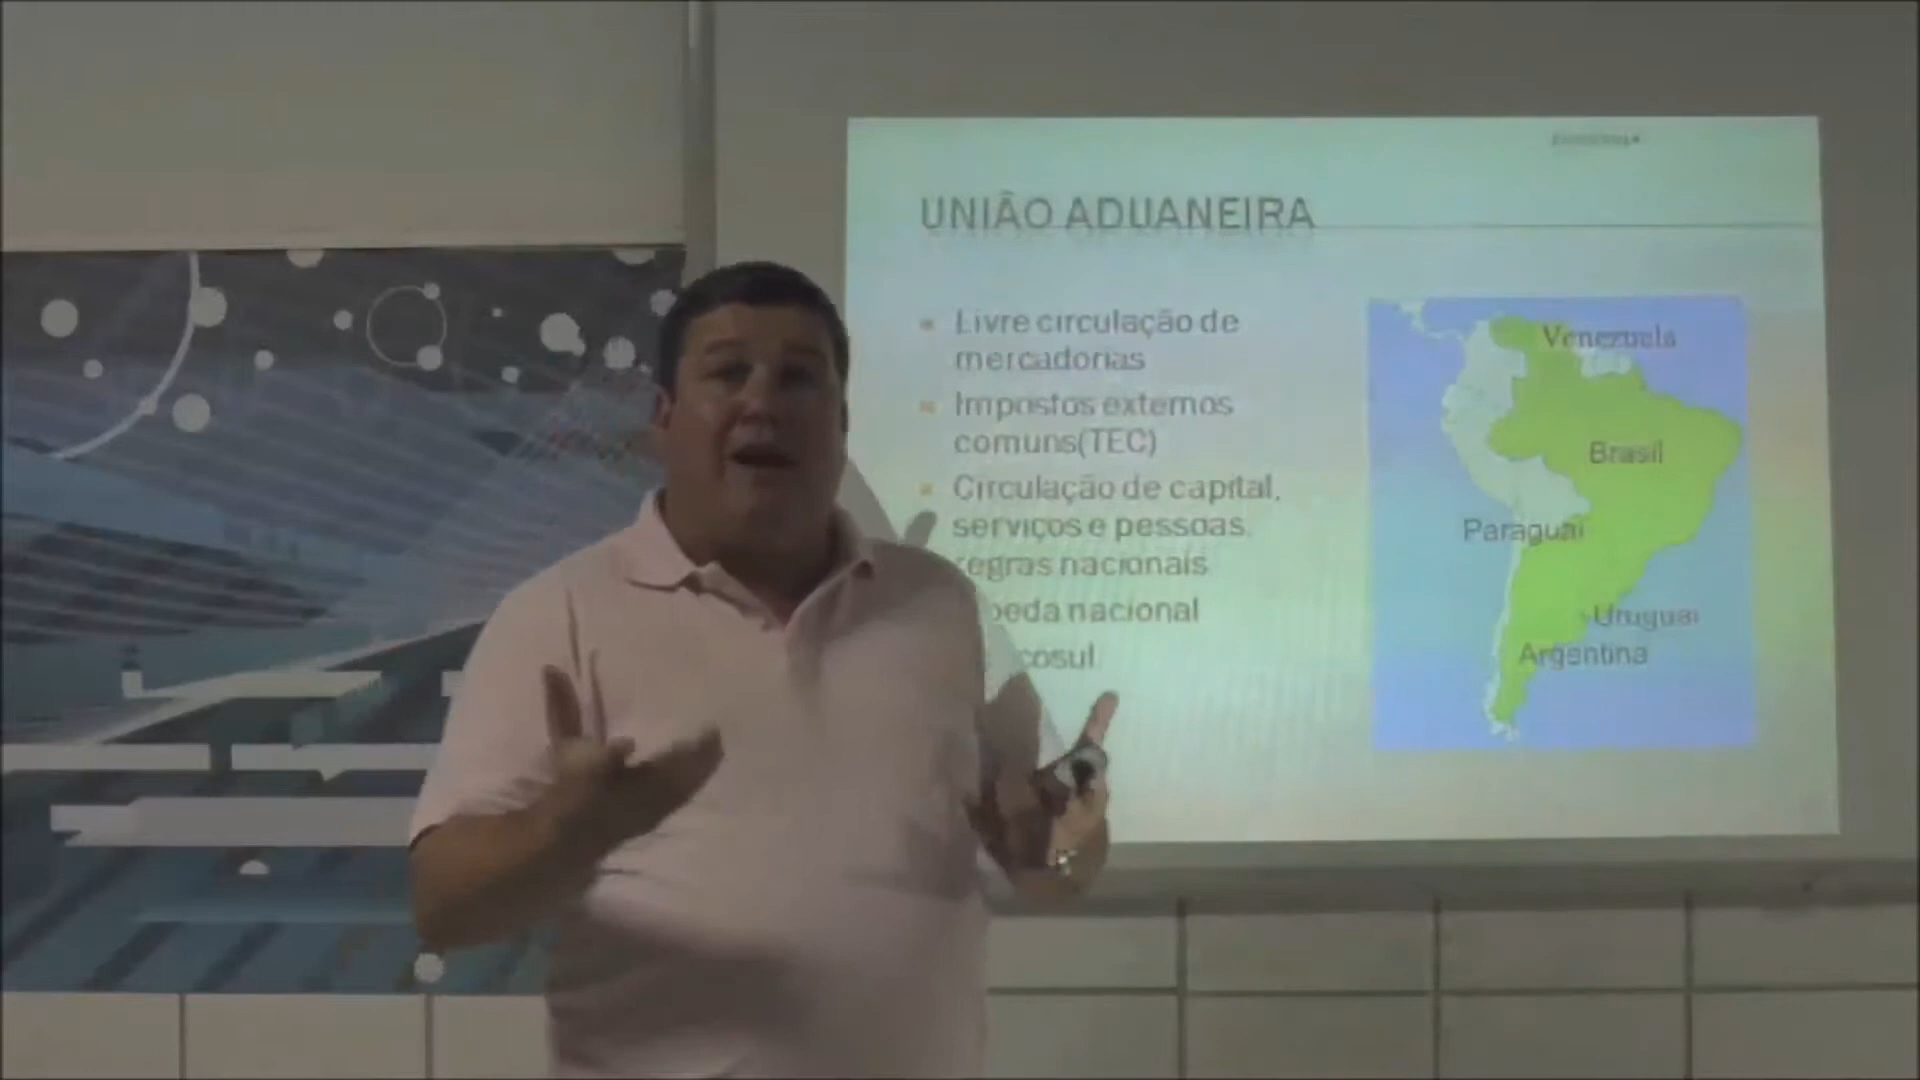 UNIÃO ADUANEIRA
Livre circulação de
mercadorias
Impostos externos
comuns(TEC)
Circulação de capital,
serviços e pessoas,
regras nacionais
oeda nacional
cosul
Venezuela
Brasil
Paraguai
Uruguai
Argentina